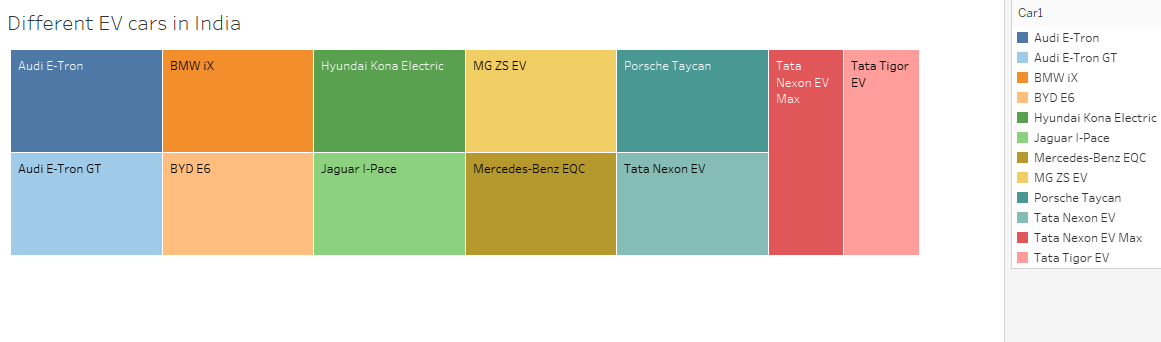 Different EV cars in India
Audi E-Tron
BMW iX
Hyundai Kona Electric
MG ZS EV
Porsche Taycan
Tata
Nexon EV
Max
Tata Tigor
EV
Audi E-Tron GT
BYD E6
Jaguar I-Pace
Mercedes-Benz EQC
Tata Nexon EV
Car1
Audi E-Tron
Audi E-Tron GT
BMW iX
BYD E6
Hyundai Kona Electric
Jaguar I-Pace
Mercedes-Benz EQC
MG ZS EV
Porsche Taycan
Tata Nexon EV
Tata Nexon EV Max
Tata Tigor EV